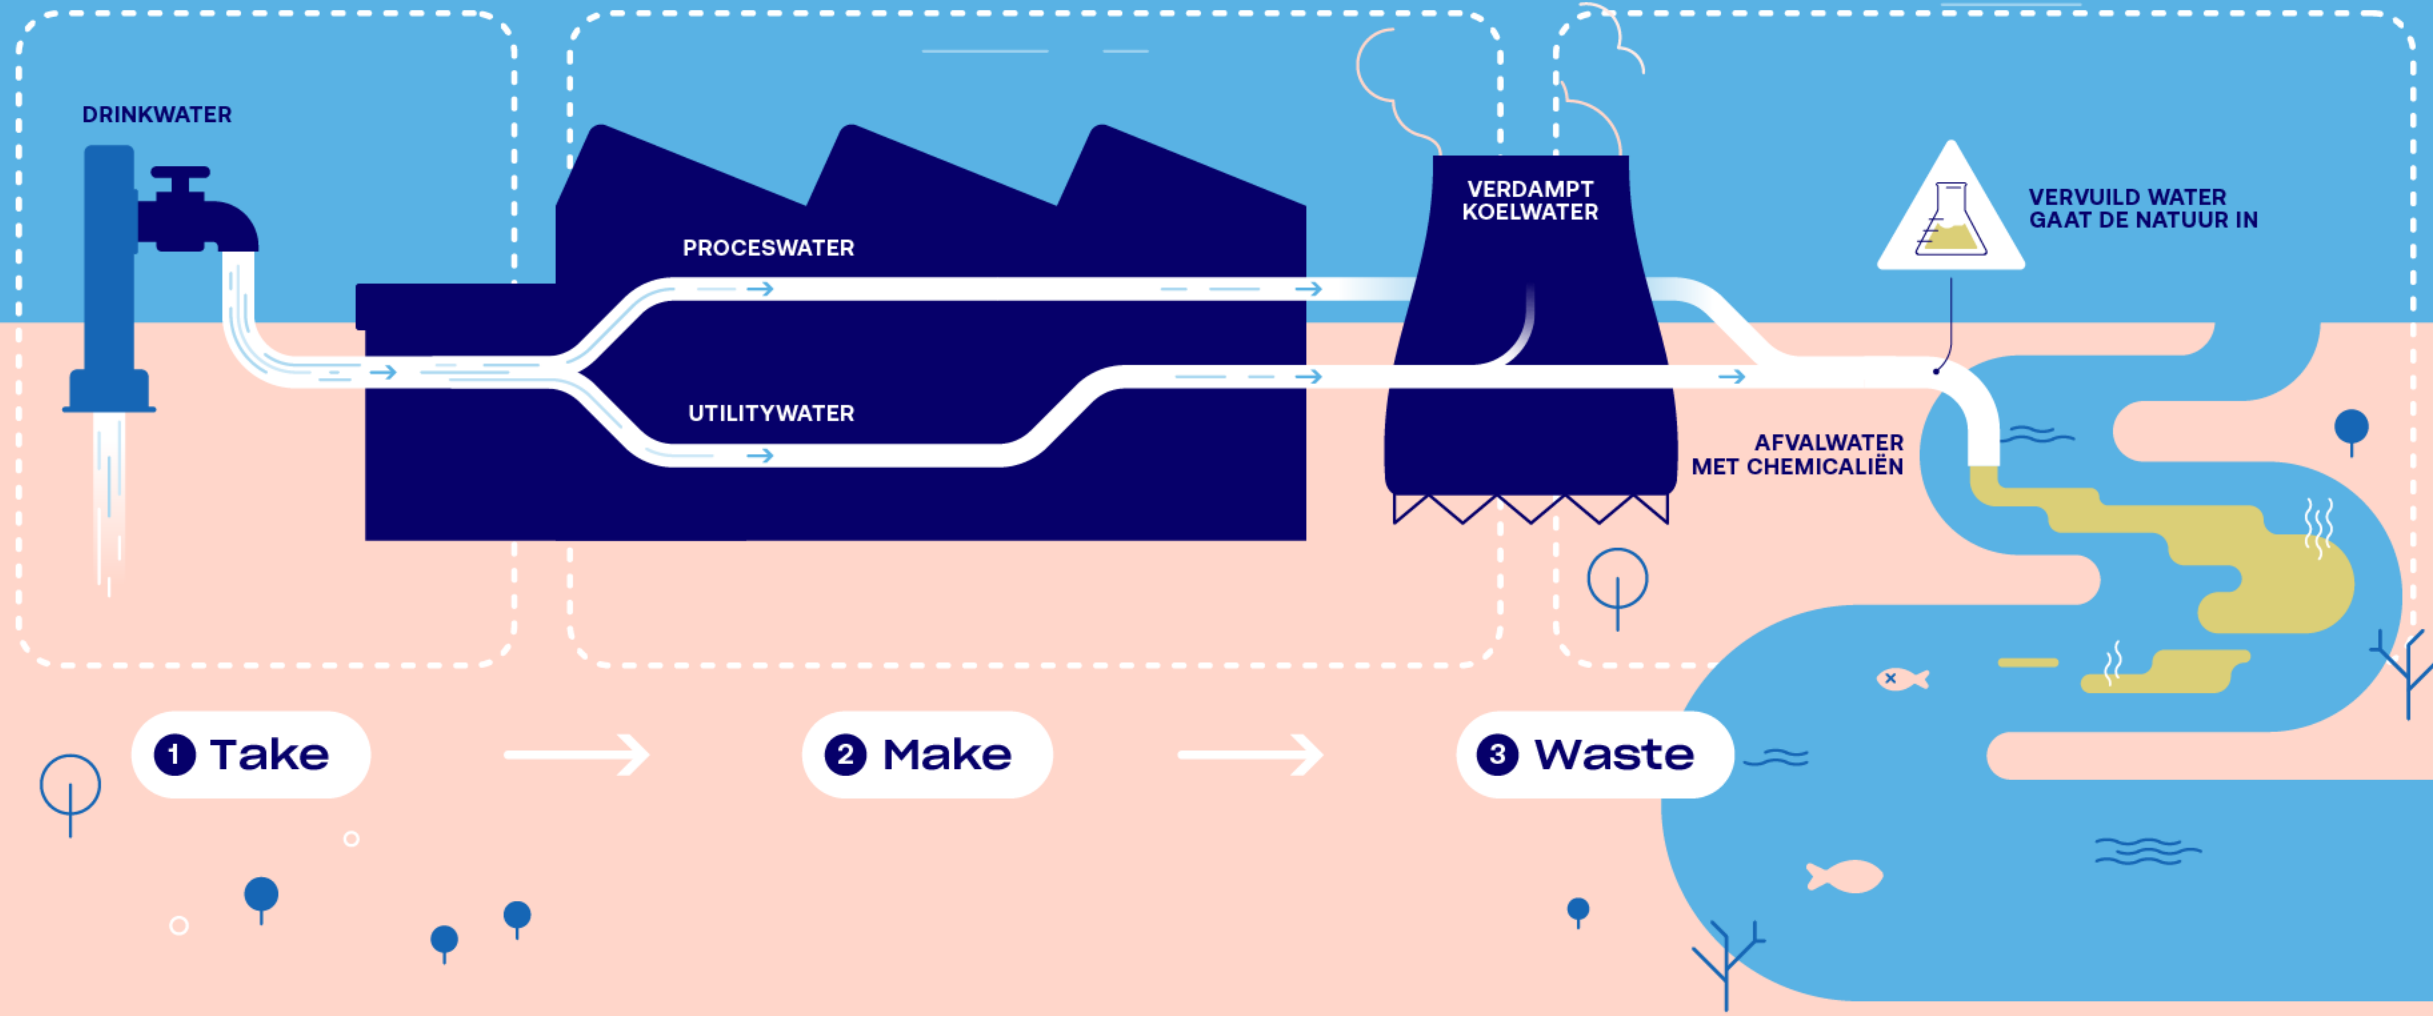 DRINKWATER
PROCESWATER
UTILITYWATER
VERDAMPT
KOELWATER
VERVUILD WATER
GAAT DE NATUUR IN
AFVALWATER
MET CHEMICALIËN
1 Take
2 Make
3 Waste